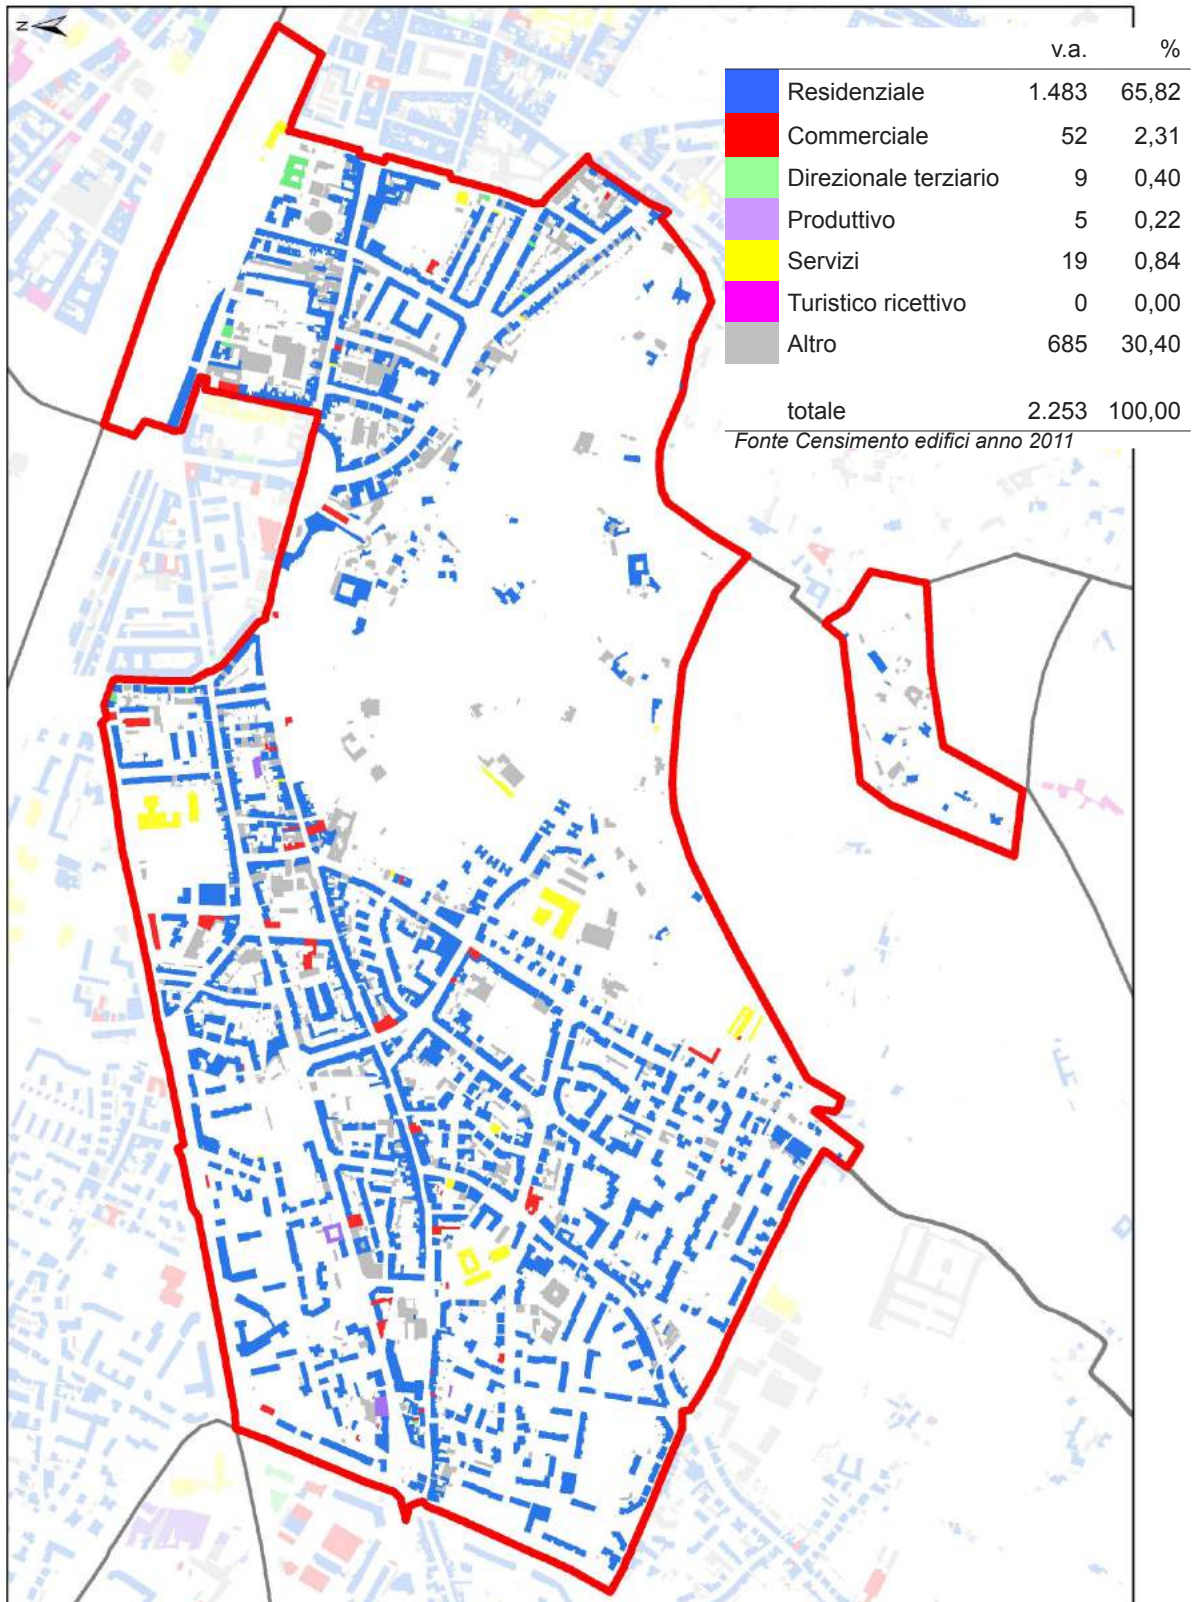 N
v.a. %
Residenziale 1.483 65,82
Commerciale 52 2,31
Direzionale terziario 9 0,40
Produttivo 5 0,22
Servizi 19 0,84
Turistico ricettivo 0 0,00
Altro 685 30,40
totale 2.253 100,00
Fonte Censimento edifici anno 2011